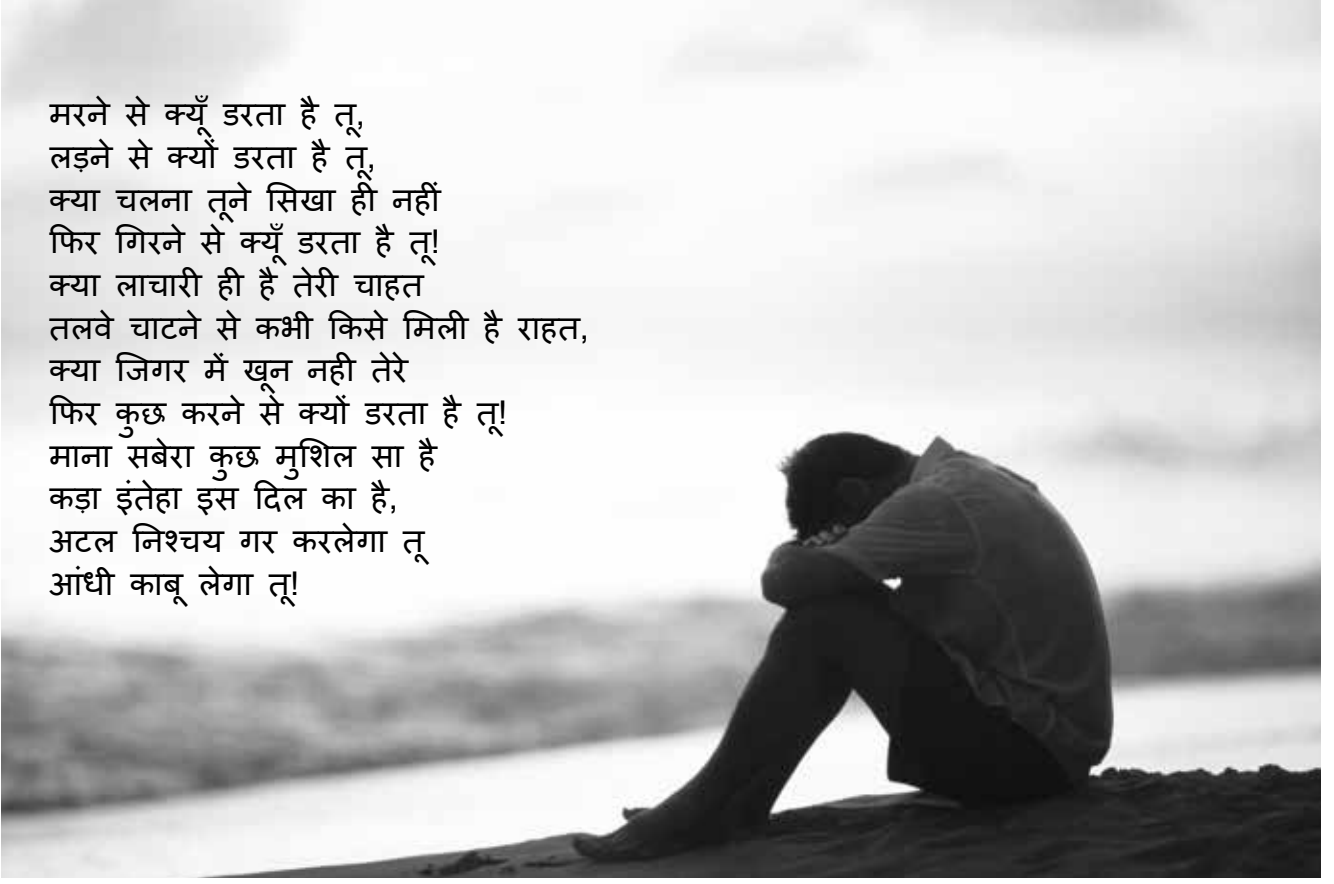 मरने से क्यूँ डरता है तू,
लड़ने से क्यों डरता है तू,
क्या चलना तूने सिखा ही नहीं
फिर गिरने से क्यूँ डरता है तू!
क्या लाचारी ही है तेरी चाहत
तलवे चाटने से कभी किसे मिली है राहत,
क्या जिगर में खून नही तेरे
फिर कुछ करने से क्यों डरता है तू!
माना सबेरा कुछ मुशिल सा है
कड़ा इंतेहा इस दिल का है,
अटल निश्चय गर करलेगा तू
आंधी काबू लेगा तू!